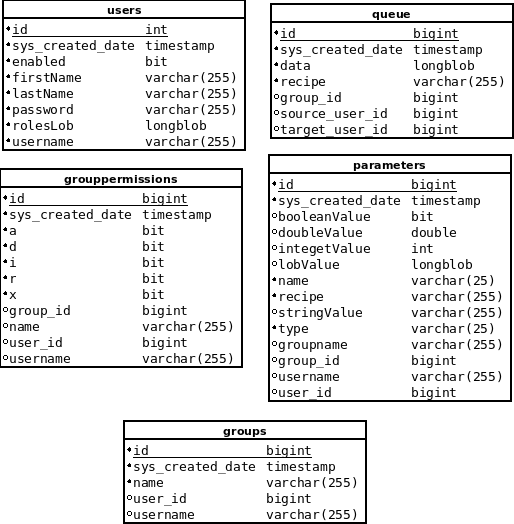 users
id int
sys_created_date timestamp
enabled bit
firstName varchar(255)
lastName varchar(255)
password varchar(255)
rolesLob longblob
username varchar(255)
queue
id bigint
sys_created_date timestamp
data longblob
recipe varchar(255)
group_id bigint
source_user_id bigint
target_user_id bigint
grouppermissions
id bigint
sys_created_date timestamp
a bit
d bit
i bit
r bit
x bit
group_id bigint
name varchar(255)
user_id bigint
username varchar(255)
parameters
id bigint
sys_created_date timestamp
booleanValue bit
doubleValue double
integetValue int
lobValue longblob
name varchar(25)
recipe varchar(255)
stringValue varchar(255)
type varchar(25)
groupname varchar(255)
group_id bigint
username varchar(255)
user_id bigint
groups
id bigint
sys_created_date timestamp
name varchar(255)
user_id bigint
username varchar(255)